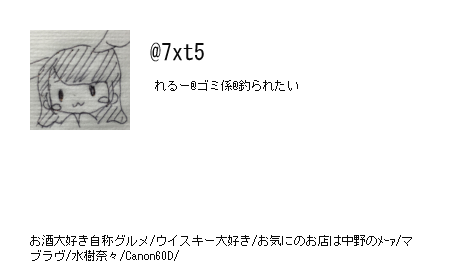 @7xt5
れるー@ゴミ係@釣られたい
お酒大好き自称グルメ/ウイスキー大好き/お気にのお店は中野のﾒｰｧ/マ
ブラヴ/水樹奈々/Canon60D/